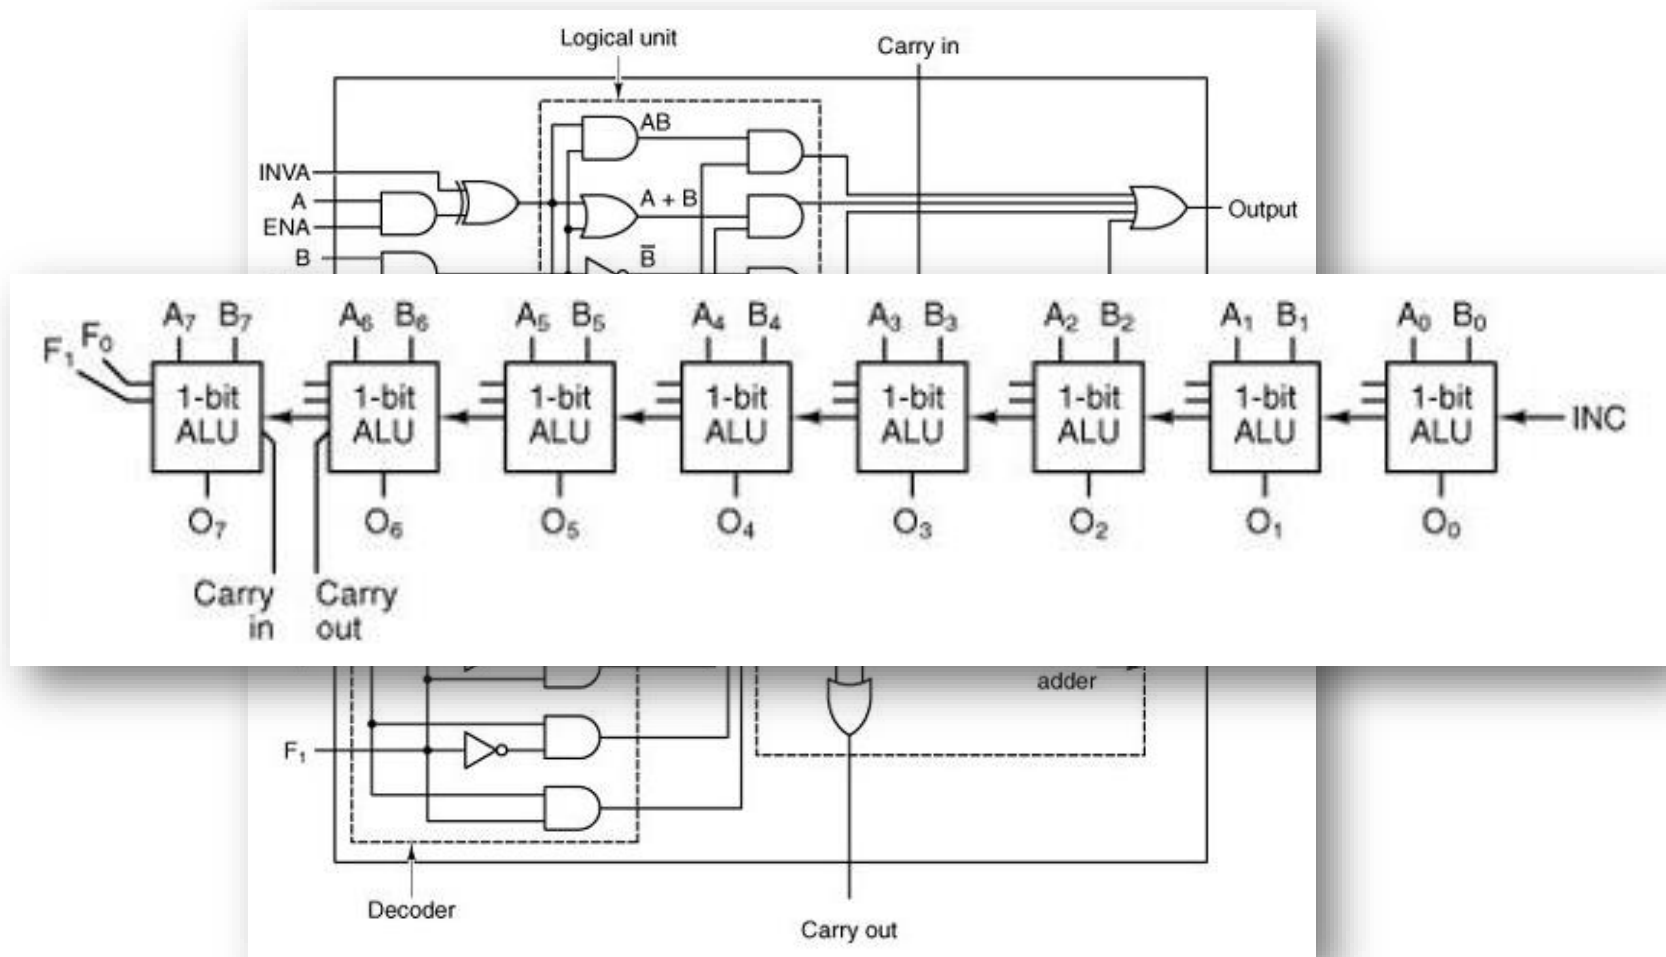 Logical unit
Carry in
AB
INVA
A
ENA
A + B
Output
B
B̅
F₁ F₀ A₇ B₇ A₆ B₆ A₅ B₅ A₄ B₄ A₃ B₃ A₂ B₂ A₁ B₁ A₀ B₀
1-bit 1-bit 1-bit 1-bit 1-bit 1-bit 1-bit 1-bit
ALU ALU ALU ALU ALU ALU ALU ALU INC
O₇ O₆ O₅ O₄ O₃ O₂ O₁ O₀
Carry in
Carry out
adder
F₁
Decoder
Carry out